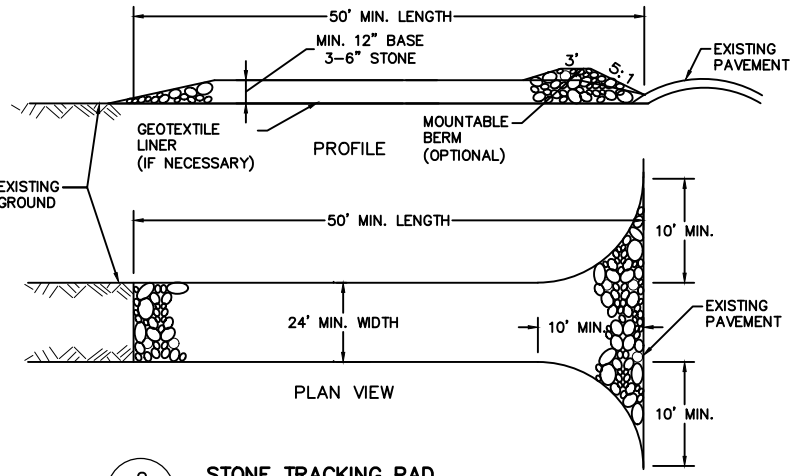 50' MIN. LENGTH
MIN. 12" BASE
3-6" STONE
3'
5:1
EXISTING
PAVEMENT
GEOTEXTILE
LINER
(IF NECESSARY)
MOUNTABLE
BERM
(OPTIONAL)
PROFILE
EXISTING
GROUND
50' MIN. LENGTH
10' MIN.
24' MIN. WIDTH
10' MIN.
EXISTING
PAVEMENT
PLAN VIEW
10' MIN.
STONE TRACKING PAD